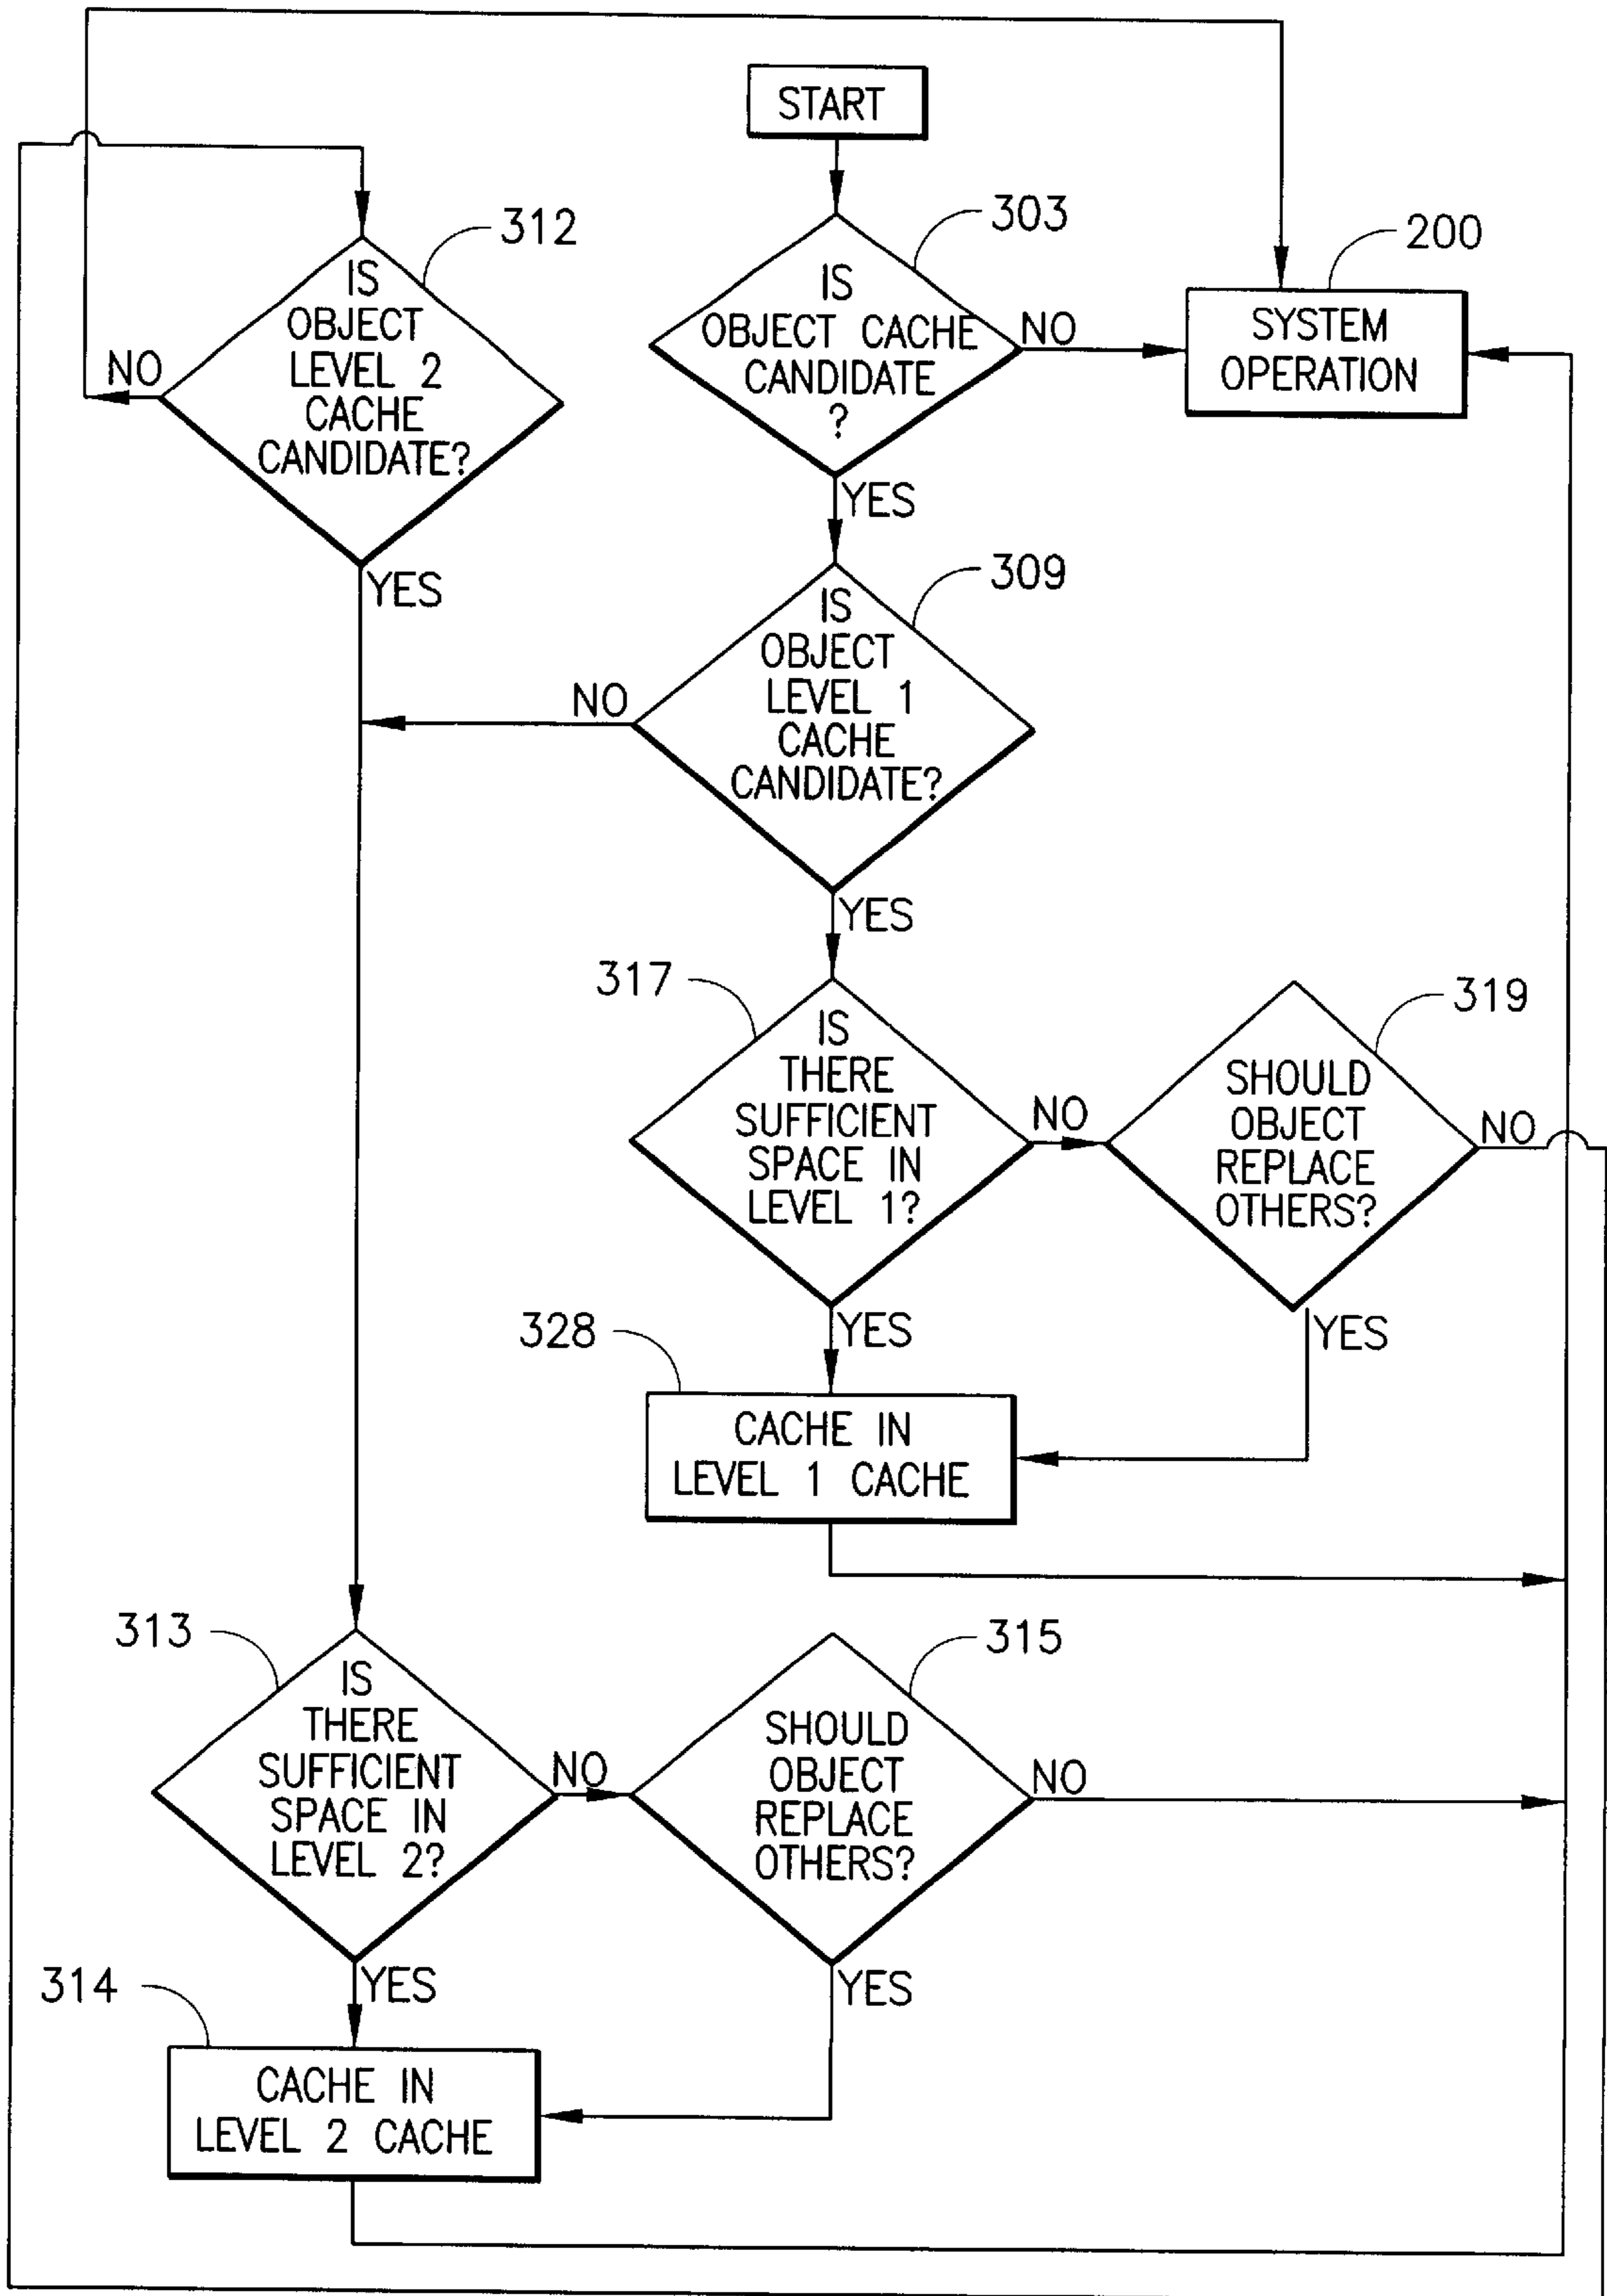 START
303
IS
OBJECT CACHE
CANDIDATE
?
NO
YES
200
SYSTEM
OPERATION
312
IS
OBJECT
LEVEL 2
CACHE
CANDIDATE?
NO
YES
309
IS
OBJECT
LEVEL 1
CACHE
CANDIDATE?
NO
YES
317
IS
THERE
SUFFICIENT
SPACE IN
LEVEL 1?
NO
YES
319
SHOULD
OBJECT
REPLACE
OTHERS?
NO
YES
328
CACHE IN
LEVEL 1 CACHE
313
IS
THERE
SUFFICIENT
SPACE IN
LEVEL 2?
NO
YES
315
SHOULD
OBJECT
REPLACE
OTHERS?
NO
YES
314
CACHE IN
LEVEL 2 CACHE